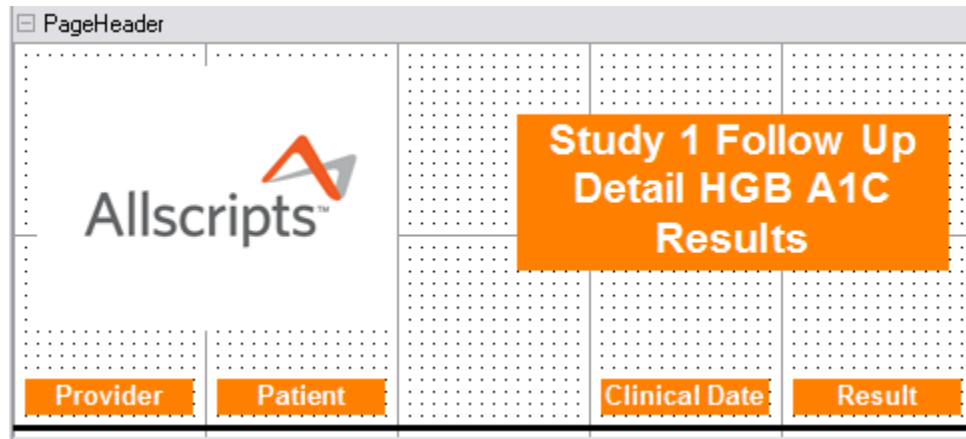 PageHeader
Allscripts™
Study 1 Follow Up
Detail HGB A1C
Results
Provider Patient Clinical Date Result